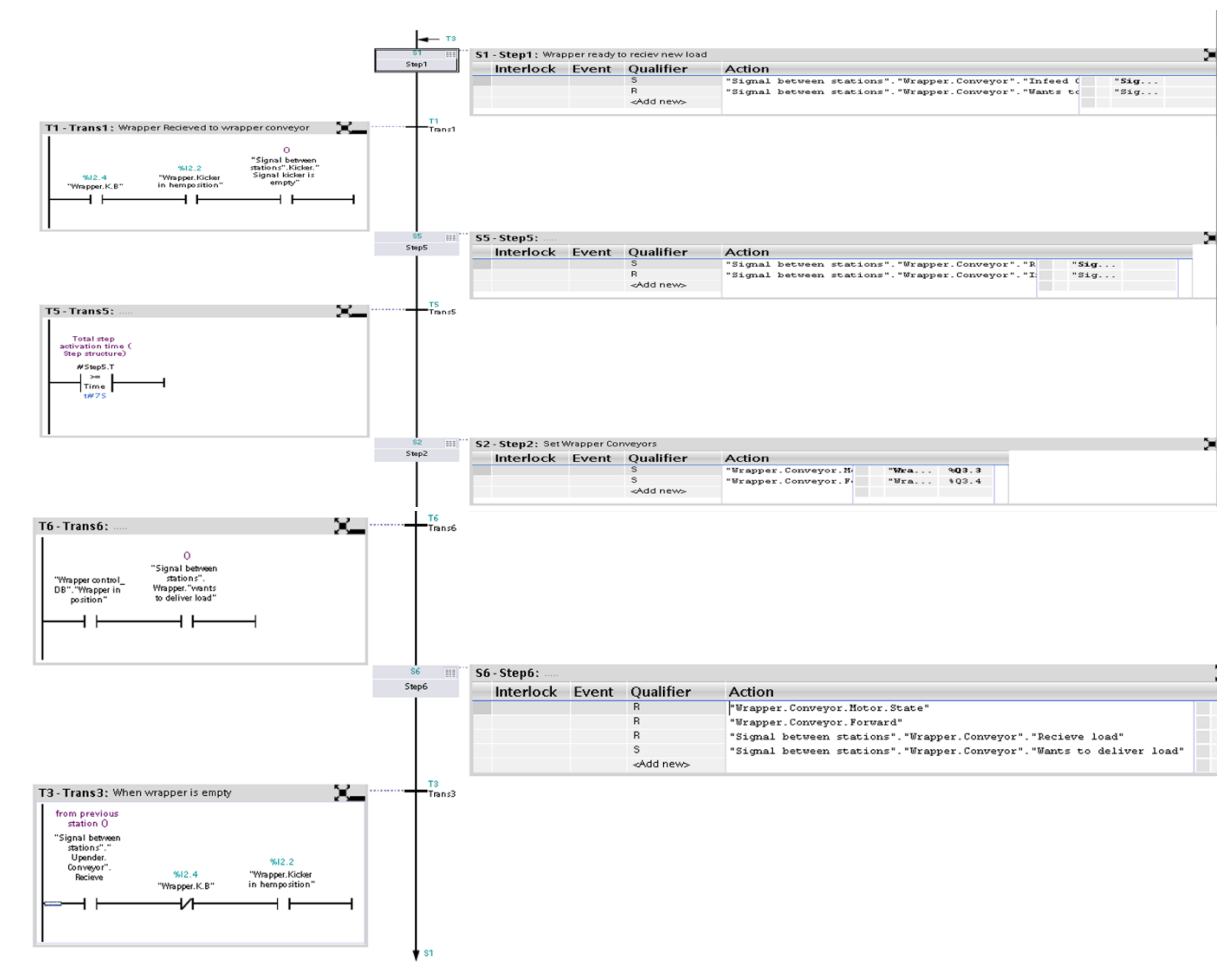 T3
S1
Step1
S1 - Step1: Wrapper ready to reciev new load
Interlock Event Qualifier Action
S "Signal between stations"."Wrapper.Conveyor"."Infeed "Sig...
R "Signal between stations"."Wrapper.Conveyor"."Wants to "Sig...
<Add new>
T1 - Trans1: Wrapper Recieved to wrapper conveyor
T1
Trans1
%I2.4
"Wrapper.K.B"
%I2.2
"Wrapper.Kicker
in hemposition"
()
"Signal between
stations".Kicker."
Signal kicker is
empty"
S5
Step5
S5 - Step5: .....
Interlock Event Qualifier Action
S "Signal between stations"."Wrapper.Conveyor"."R "Sig...
R "Signal between stations"."Wrapper.Conveyor"."I "Sig...
<Add new>
T5 - Trans5: .....
T5
Trans5
Total step
activation time (
Step structure)
#Step5.T
>=
Time
S2
Step2
S2 - Step2: Set Wrapper Conveyors
Interlock Event Qualifier Action
S "Wrapper.Conveyor.M "Wra... %Q3.3
S "Wrapper.Conveyor.F "Wra... %Q3.4
<Add new>
T6 - Trans6: .....
T6
Trans6
"Wrapper control_
DB"."Wrapper in
position"
()
"Signal between
stations".
Wrapper."wants
to deliver load"
S6
Step6
S6 - Step6: .....
Interlock Event Qualifier Action
R "Wrapper.Conveyor.Motor.State"
R "Wrapper.Conveyor.Forward"
R "Signal between stations"."Wrapper.Conveyor"."Recieve load"
S "Signal between stations"."Wrapper.Conveyor"."Wants to deliver load"
<Add new>
T3 - Trans3: When wrapper is empty
T3
Trans3
from previous
station ()
"Signal between
stations"."
Upender.
Conveyor".
Recieve
%I2.4
"Wrapper.K.B"
%I2.2
"Wrapper.Kicker
in hemposition"
S1